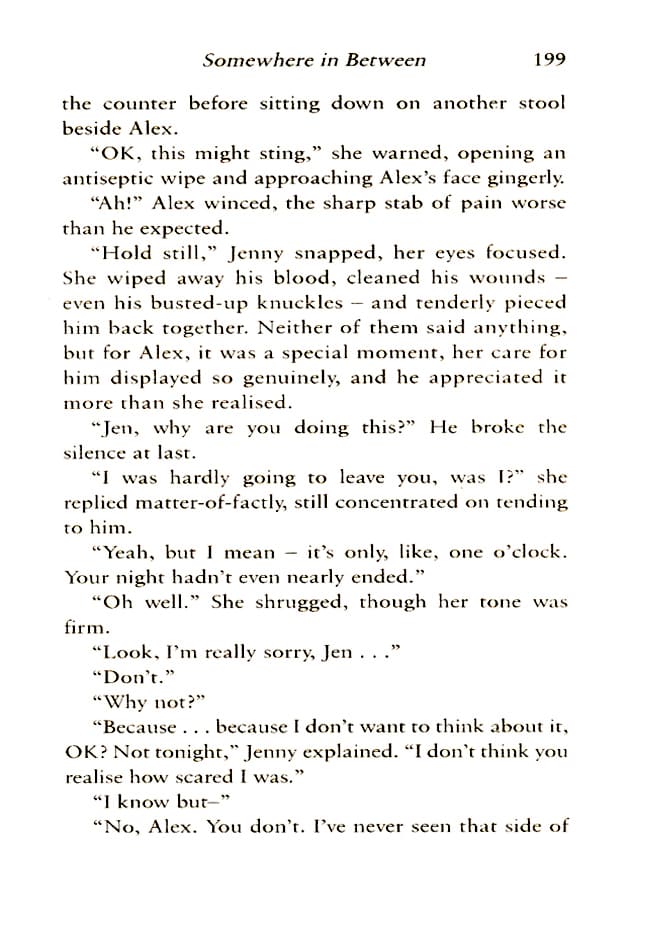 Somewhere in Between 199
the counter before sitting down on another stool
beside Alex.
“OK, this might sting,” she warned, opening an
antiseptic wipe and approaching Alex’s face gingerly.
“Ah!” Alex winced, the sharp stab of pain worse
than he expected.
“Hold still,” Jenny snapped, her eyes focused.
She wiped away his blood, cleaned his wounds –
even his busted-up knuckles – and tenderly pieced
him back together. Neither of them said anything,
but for Alex, it was a special moment, her care for
him displayed so genuinely, and he appreciated it
more than she realised.
“Jen, why are you doing this?” He broke the
silence at last.
“I was hardly going to leave you, was I?” she
replied matter-of-factly, still concentrated on tending
to him.
“Yeah, but I mean – it’s only, like, one o’clock.
Your night hadn’t even nearly ended.”
“Oh well.” She shrugged, though her tone was
firm.
“Look, I’m really sorry, Jen . . .”
“Don’t.”
“Why not?”
“Because . . . because I don’t want to think about it,
OK? Not tonight,” Jenny explained. “I don’t think you
realise how scared I was.”
“I know but–”
“No, Alex. You don’t. I’ve never seen that side of